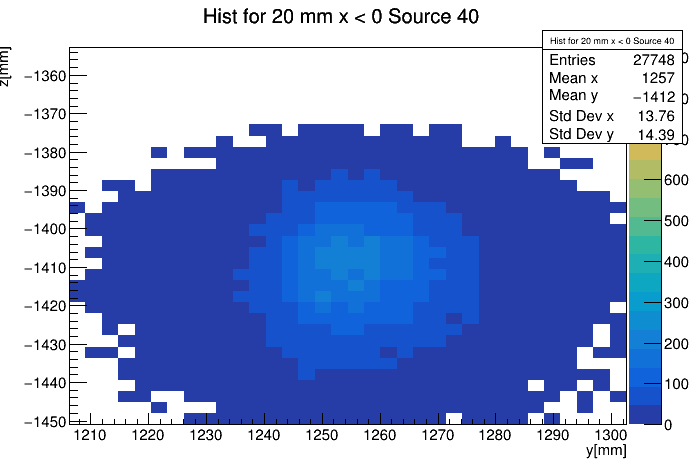 Hist for 20 mm x < 0 Source 40
z[mm]
Hist for 20 mm x < 0 Source 40
Entries 27748
Mean x 1257
Mean y −1412
Std Dev x 13.76
Std Dev y 14.39
−1360
−1370
−1380
−1390
−1400
−1410
−1420
−1430
−1440
−1450
600
500
400
300
200
100
0
1210 1220 1230 1240 1250 1260 1270 1280 1290 1300
y[mm]